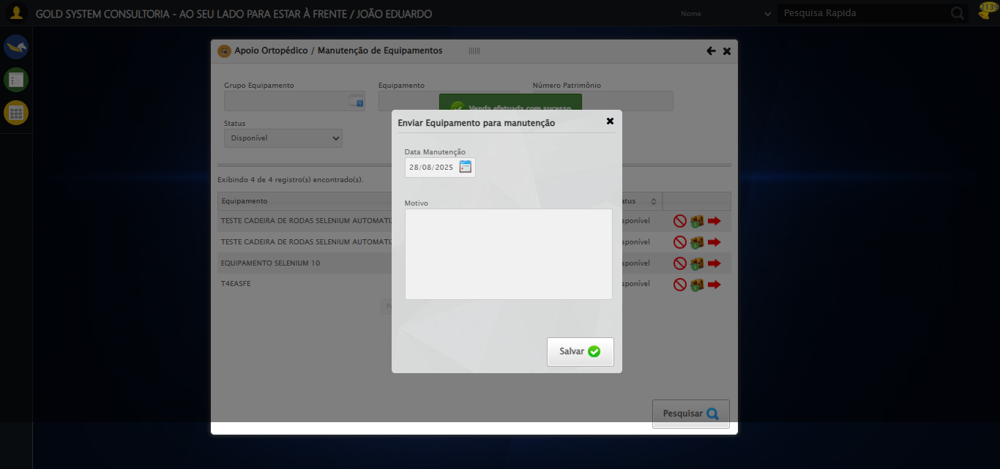 GOLD SYSTEM CONSULTORIA - AO SEU LADO PARA ESTAR À FRENTE / JOÃO EDUARDO
Nome
Pesquisa Rapida
2139
Apoio Ortopédico / Manutenção de Equipamentos
Grupo Equipamento
Equipamento
Número Patrimônio
Venda efetuada com sucesso
Status
Disponível
Enviar Equipamento para manutenção
Data Manutenção
28/08/2025
Motivo
Salvar
Exibindo 4 de 4 registro(s) encontrado(s).
Equipamento
atus
TESTE CADEIRA DE RODAS SELENIUM AUTOMATI
sponível
TESTE CADEIRA DE RODAS SELENIUM AUTOMATI
sponível
EQUIPAMENTO SELENIUM 10
sponível
T4EASFE
sponível
Pesquisar